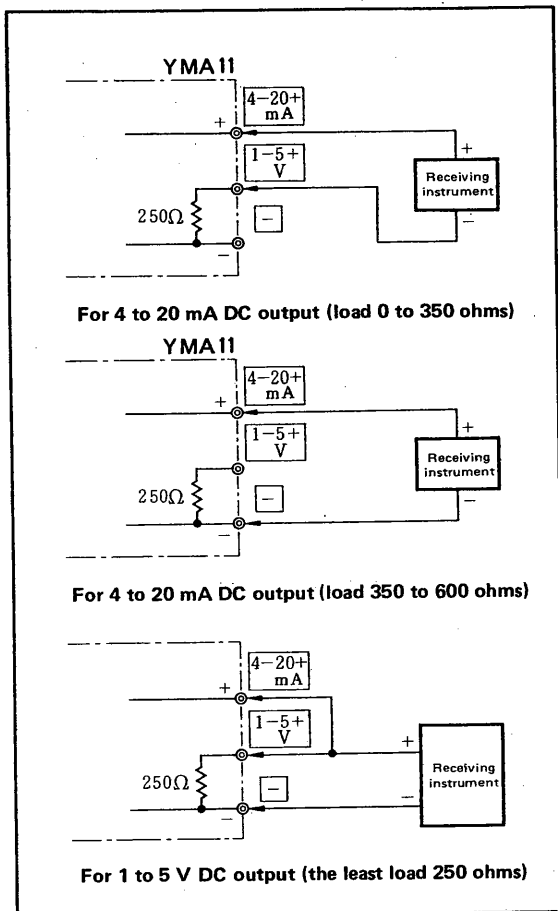 YMA11
4-20+
mA
+
1-5+
V
+
Receiving
instrument
250Ω
−
−
−
For 4 to 20 mA DC output (load 0 to 350 ohms)
YMA11
4-20+
mA
+
1-5+
V
+
Receiving
instrument
250Ω
−
−
−
For 4 to 20 mA DC output (load 350 to 600 ohms)
4-20+
mA
+
1-5+
V
+
Receiving
instrument
250Ω
−
−
−
For 1 to 5 V DC output (the least load 250 ohms)